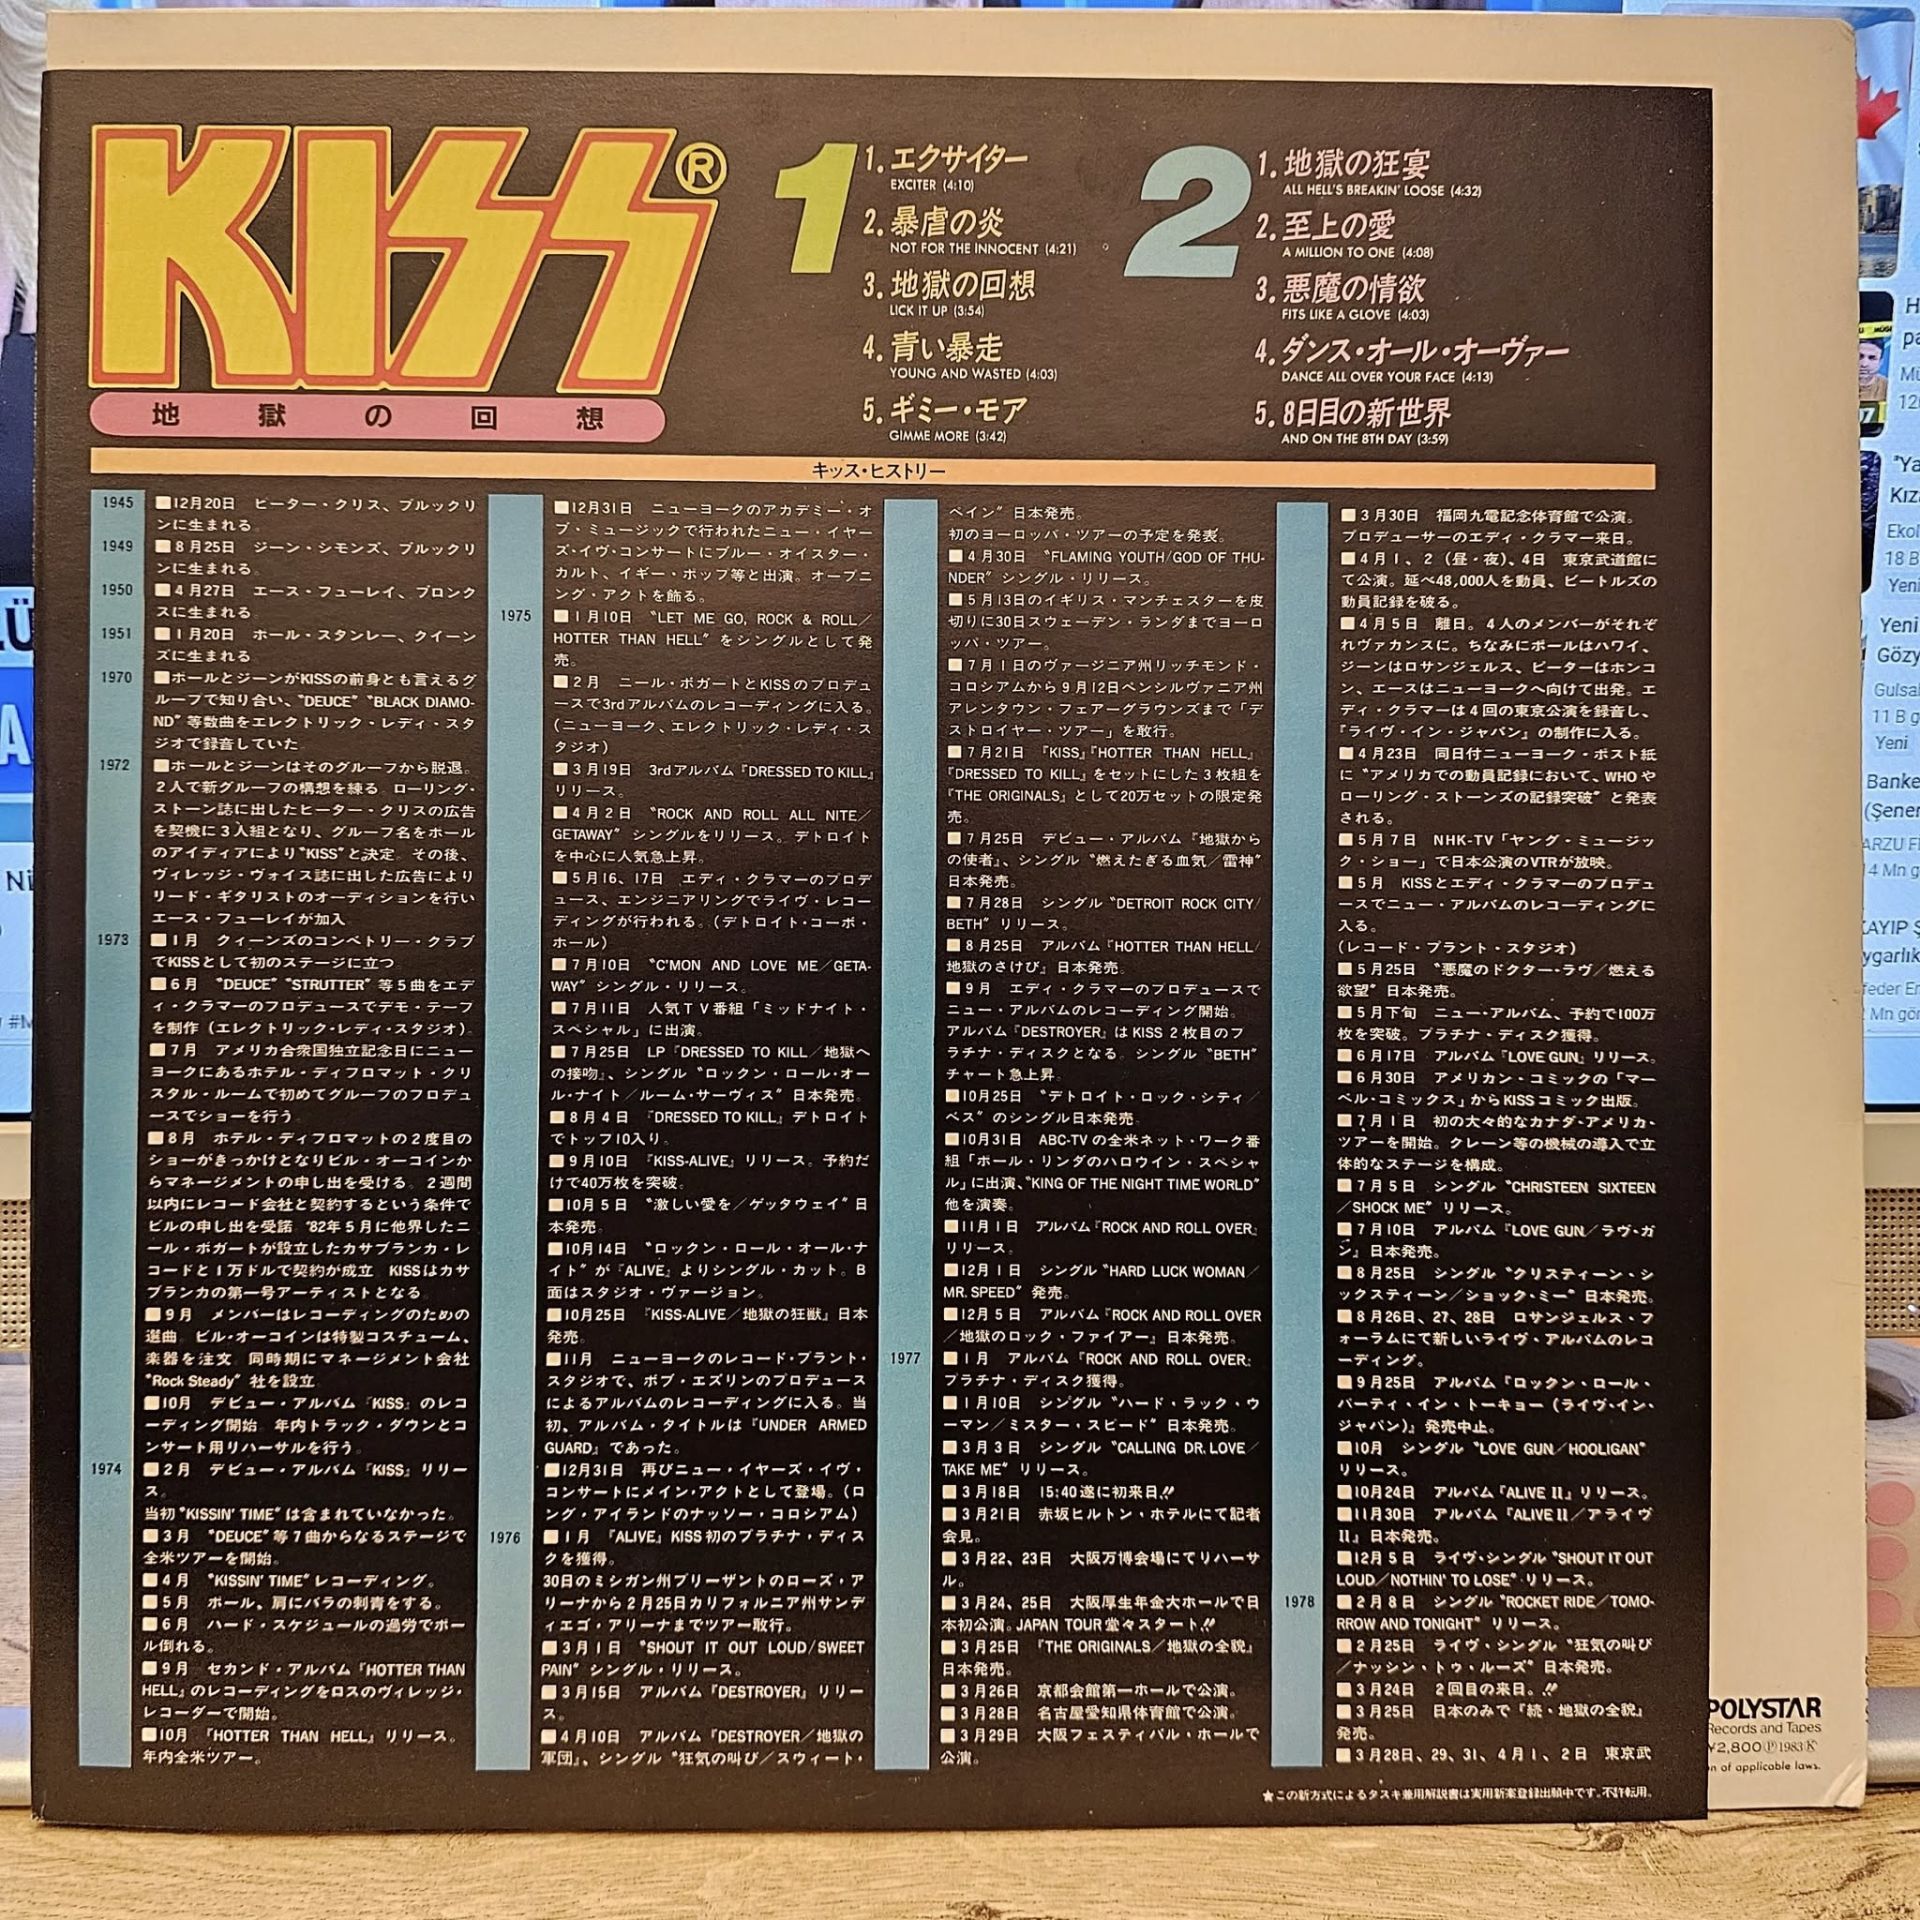 KISS®
地獄の回想
1
1. エクサイター
EXCITER (4:10)
2. 暴虐の炎
NOT FOR THE INNOCENT (4:21)
3. 地獄の回想
LICK IT UP (3:54)
4. 青い暴走
YOUNG AND WASTED (4:03)
5. ギミー・モア
GIMME MORE (3:42)
2
1. 地獄の狂宴
ALL HELL'S BREAKIN' LOOSE (4:32)
2. 至上の愛
A MILLION TO ONE (4:08)
3. 悪魔の情欲
FITS LIKE A GLOVE (4:03)
4. ダンス・オール・オーヴァー
DANCE ALL OVER YOUR FACE (4:13)
5. 8日目の新世界
AND ON THE 8TH DAY (3:59)
キッス・ヒストリー
1945 ■12月20日 ピーター・クリス、ブルックリ
ンに生まれる。
1949 ■8月25日 ジーン・シモンズ、ブルックリ
ンに生まれる。
1950 ■4月27日 エース・フューレイ、ブロンク
スに生まれる。
1951 ■1月20日 ポール・スタンレー、クイーン
ズに生まれる
1970 ■ポールとジーンがKISSの前身とも言えるグ
ループで知り合い、“DEUCE”“BLACK DIAMO-
ND”等数曲をエレクトリック・レディ・スタ
ジオで録音していた
1972 ■ポールとジーンはそのグループから脱退。
2人で新グループの構想を練る。ローリング・
ストーン誌に出したピーター・クリスの広告
を契機に3人組となり、グループ名をポール
のアイディアにより“KISS”と決定。その後、
ヴィレッジ・ヴォイス誌に出した広告により
リード・ギタリストのオーディションを行い
エース・フューレイが加入
1973 ■1月 クィーンズのコンベトリー・クラブ
でKISSとして初のステージに立つ
■6月 “DEUCE”“STRUTTER”等5曲をエデ
ィ・クラマーのプロデュースでデモ・テープ
を制作（エレクトリック・レディ・スタジオ）。
■7月 アメリカ合衆国独立記念日にニュー
ヨークにあるホテル・ディプロマット・クリ
スタル・ルームで初めてグループのプロデュ
ースでショーを行う。
■8月 ホテル・ディプロマットの2度目の
ショーがきっかけとなりビル・オーコインか
らマネージメントの申し出を受ける。2週間
以内にレコード会社と契約するという条件で
ビルの申し出を受諾。'82年5月に他界したニ
ール・ボガートが設立したカサブランカ・レ
コードと1万ドルで契約が成立 KISSはカサ
ブランカの第一号アーティストとなる。
■9月 メンバーはレコーディングのための
選曲。ビル・オーコインは特製コスチューム、
楽器を注文 同時期にマネージメント会社
“Rock Steady”社を設立
■10月 デビュー・アルバム『KISS』のレコ
ーディング開始 年内トラック・ダウンとコ
ンサート用リハーサルを行う。
1974 ■2月 デビュー・アルバム『KISS』リリー
ス。
当初“KISSIN' TIME”は含まれていなかった。
■3月 “DEUCE”等7曲からなるステージで
全米ツアーを開始。
■4月 “KISSIN' TIME”レコーディング。
■5月 ポール、肩にバラの刺青をする。
■6月 ハード・スケジュールの過労でポー
ル倒れる。
■9月 セカンド・アルバム『HOTTER THAN
HELL』のレコーディングをロスのヴィレッジ・
レコーダーで開始。
■10月 『HOTTER THAN HELL』リリース。
年内全米ツアー。
■12月31日 ニューヨークのアカデミー・オ
ブ・ミュージックで行われたニュー・イヤー
ズ・イヴ・コンサートにブルー・オイスター・
カルト、イギー・ポップ等と出演。オープニ
ング・アクトを飾る。
1975 ■1月10日 “LET ME GO, ROCK & ROLL／
HOTTER THAN HELL”をシングルとして発
売。
■2月 ニール・ボガートとKISSのプロデュ
ースで3rdアルバムのレコーディングに入る。
（ニューヨーク、エレクトリック・レディ・ス
タジオ）
■3月19日 3rdアルバム『DRESSED TO KILL』
リリース。
■4月2日 “ROCK AND ROLL ALL NITE／
GETAWAY”シングルをリリース。デトロイト
を中心に人気急上昇。
■5月16、17日 エディ・クラマーのプロデ
ュース、エンジニアリングでライヴ・レコー
ディングが行われる。（デトロイト・コーボ・
ホール）
■7月10日 “C'MON AND LOVE ME／GETA-
WAY”シングル・リリース。
■7月11日 人気TV番組「ミッドナイト・
スペシャル」に出演。
■7月25日 LP『DRESSED TO KILL／地獄へ
の接吻』、シングル“ロックン・ロール・オー
ル・ナイト／ルーム・サーヴィス”日本発売。
■8月4日 『DRESSED TO KILL』デトロイト
でトップ10入り。
■9月10日 『KISS-ALIVE』リリース。予約だ
けで40万枚を突破。
■10月5日 “激しい愛を／ゲッタウェイ”日
本発売。
■10月14日 “ロックン・ロール・オール・ナ
イト”が『ALIVE』よりシングル・カット。B
面はスタジオ・ヴァージョン。
■10月25日 『KISS-ALIVE／地獄の狂獣』日本
発売。
■11月 ニューヨークのレコード・プラント・
スタジオで、ボブ・エズリンのプロデュース
によるアルバムのレコーディングに入る。当
初、アルバム・タイトルは『UNDER ARMED
GUARD』であった。
■12月31日 再びニュー・イヤーズ・イヴ・
コンサートにメイン・アクトとして登場。（ロ
ング・アイランドのナッソー・コロシアム）
1976 ■1月 『ALIVE』KISS初のプラチナ・ディス
クを獲得。
30日のミシガン州プリーザントのローズ・ア
リーナから2月25日カリフォルニア州サンデ
ィエゴ・アリーナまでツアー敢行。
■3月1日 “SHOUT IT OUT LOUD/SWEET
PAIN”シングル・リリース。
■3月15日 アルバム『DESTROYER』リリー
ス。
■4月10日 アルバム『DESTROYER／地獄の
軍団』、シングル“狂気の叫び／スウィート・
ペイン”日本発売。
初のヨーロッパ・ツアーの予定を発表。
■4月30日 “FLAMING YOUTH/GOD OF THU-
NDER”シングル・リリース。
■5月13日のイギリス・マンチェスターを皮
切りに30日スウェーデン・ランダまでヨーロ
ッパ・ツアー。
■7月1日のヴァージニア州リッチモンド・
コロシアムから9月12日ペンシルヴァニア州
アレンタウン・フェアーグラウンズまで「デ
ストロイヤー・ツアー」を敢行。
■7月21日 『KISS』『HOTTER THAN HELL』
『DRESSED TO KILL』をセットにした3枚組を
『THE ORIGINALS』として20万セットの限定発
売。
■7月25日 デビュー・アルバム『地獄から
の使者』、シングル“燃えたぎる血気／雷神”
日本発売。
■7月28日 シングル“DETROIT ROCK CITY/
BETH”リリース。
■8月25日 アルバム『HOTTER THAN HELL/
地獄のさけび』日本発売。
■9月 エディ・クラマーのプロデュースで
ニュー・アルバムのレコーディング開始。
アルバム『DESTROYER』はKISS 2枚目のプ
ラチナ・ディスクとなる。シングル“BETH”
チャート急上昇。
■10月25日 “デトロイト・ロック・シティ／
ベス”のシングル日本発売。
■10月31日 ABC-TVの全米ネット・ワーク番
組「ポール・リンダのハロウイン・スペシャ
ル」に出演、“KING OF THE NIGHT TIME WORLD”
他を演奏。
■11月1日 アルバム『ROCK AND ROLL OVER』
リリース。
■12月1日 シングル“HARD LUCK WOMAN／
MR. SPEED”発売。
■12月5日 アルバム『ROCK AND ROLL OVER
／地獄のロック・ファイアー』日本発売。
1977 ■1月 アルバム『ROCK AND ROLL OVER』
プラチナ・ディスク獲得。
■1月10日 シングル“ハード・ラック・ウ
ーマン／ミスター・スピード”日本発売。
■3月3日 シングル“CALLING DR. LOVE／
TAKE ME”リリース。
■3月18日 15:40遂に初来日!!
■3月21日 赤坂ヒルトン・ホテルにて記者
会見。
■3月22、23日 大阪万博会場にてリハーサ
ル。
■3月24、25日 大阪厚生年金大ホールで日
本初公演。JAPAN TOUR堂々スタート!!
■3月25日 『THE ORIGINALS／地獄の全貌』
日本発売。
■3月26日 京都会館第一ホールで公演。
■3月28日 名古屋愛知県体育館で公演。
■3月29日 大阪フェスティバル・ホールで
公演。
■3月30日 福岡九電記念体育館で公演。
プロデューサーのエディ・クラマー来日。
■4月1、2（昼・夜）、4日 東京武道館に
て公演。延べ48,000人を動員、ビートルズの
動員記録を破る。
■4月5日 離日。4人のメンバーがそれぞ
れヴァカンスに。ちなみにポールはハワイ、
ジーンはロサンジェルス、ピーターはホンコ
ン、エースはニューヨークへ向けて出発。エ
ディ・クラマーは4回の東京公演を録音し、
『ライヴ・イン・ジャパン』の制作に入る。
■4月23日 同日付ニューヨーク・ポスト紙
に“アメリカでの動員記録において、WHOや
ローリング・ストーンズの記録突破”と発表
される。
■5月7日 NHK-TV「ヤング・ミュージッ
ク・ショー」で日本公演のVTRが放映。
■5月 KISSとエディ・クラマーのプロデュ
ースでニュー・アルバムのレコーディングに
入る。
（レコード・プラント・スタジオ）
■5月25日 “悪魔のドクター・ラヴ／燃える
欲望”日本発売。
■5月下旬 ニュー・アルバム、予約で100万
枚を突破。プラチナ・ディスク獲得。
■6月17日 アルバム『LOVE GUN』リリース。
■6月30日 アメリカン・コミックの「マー
ベル・コミックス」からKISSコミック出版。
■7月1日 初の大々的なカナダ・アメリカ・
ツアーを開始。クレーン等の機械の導入で立
体的なステージを構成。
■7月5日 シングル“CHRISTEEN SIXTEEN
／SHOCK ME”リリース。
■7月10日 アルバム『LOVE GUN／ラヴ・ガ
ン』日本発売。
■8月25日 シングル“クリスティーン・シ
ックスティーン／ショック・ミー”日本発売。
■8月26日、27、28日 ロサンジェルス・フ
ォーラムにて新しいライヴ・アルバムのレコ
ーディング。
■9月25日 アルバム『ロックン・ロール・
パーティ・イン・トーキョー（ライヴ・イン・
ジャパン）』発売中止。
■10月 シングル“LOVE GUN／HOOLIGAN”
リリース。
■10月24日 アルバム『ALIVE II』リリース。
■11月30日 アルバム『ALIVE II／アライヴ
II』日本発売。
■12月5日 ライヴ・シングル“SHOUT IT OUT
LOUD／NOTHIN' TO LOSE”・リリース。
1978 ■2月8日 シングル“ROCKET RIDE／TOMO-
RROW AND TONIGHT”リリース。
■2月25日 ライヴ・シングル“狂気の叫び
／ナッシン・トゥ・ルーズ”日本発売。
■3月24日 2回目の来日。!!
■3月25日 日本のみで『続・地獄の全貌』
発売。
■3月28日、29、31、4月1、2日 東京武
★この新方式によるタスキ兼用解説書は実用新案登録出願中です。不許転用。
POLYSTAR
Records and Tapes
¥2,800 Ⓟ1983 K
n of applicable laws.